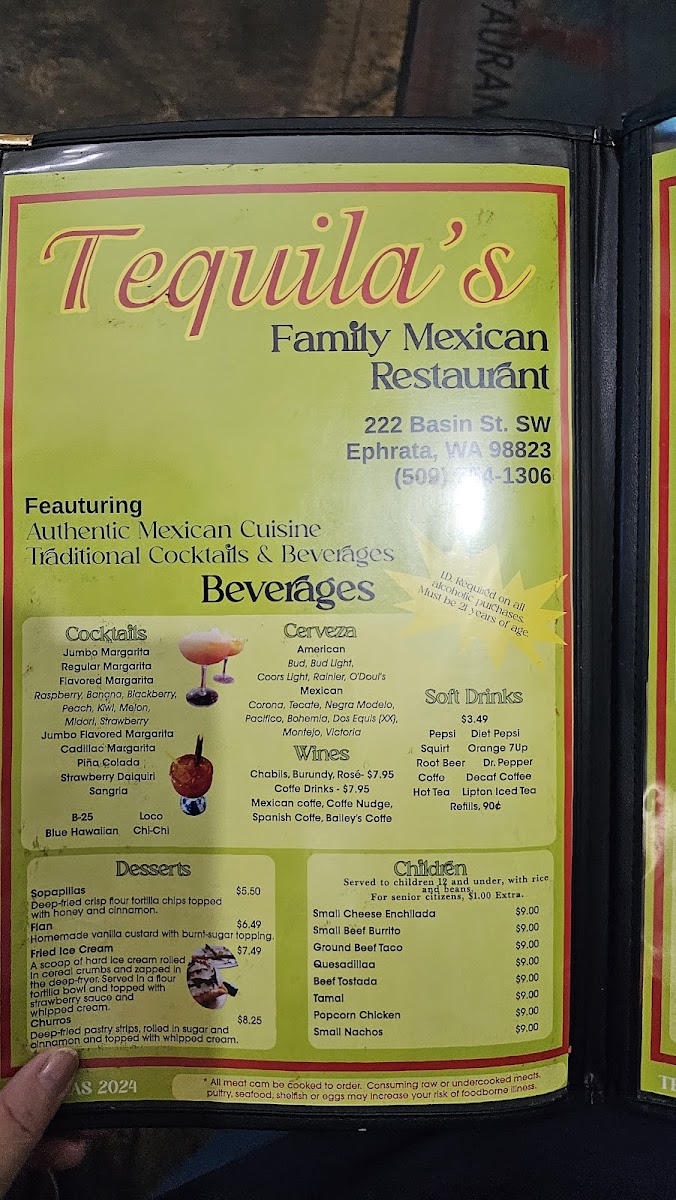 TAURAN
Tequila's
Family Mexican
Restaurant
222 Basin St. SW
Ephrata, WA 98823
(509) 4-1306
Feauturing
Authentic Mexican Cuisine
Traditional Cocktails & Beverages
Beverages
I.D. Required on all
alcoholic purchases.
Must be 21 years of age.
Cocktails
Jumbo Margarita
Regular Margarita
Flavored Margarita
Raspberry, Banana, Blackberry,
Peach, Kiwi, Melon,
Midori, Strawberry
Jumbo Flavored Margarita
Cadillac Margarita
Piña Colada
Strawberry Daiquiri
Sangria
B-25 Loco
Blue Hawaiian Chi-Chi
Cerveza
American
Bud, Bud Light,
Coors Light, Rainier, O'Doul's
Mexican
Corona, Tecate, Negra Modelo,
Pacifico, Bohemia, Dos Equis (XX),
Montejo, Victoria
Wines
Chablis, Burundy, Rosé- $7.95
Coffe Drinks - $7.95
Mexican coffe, Coffe Nudge,
Spanish Coffe, Bailey's Coffe
Soft Drinks
$3.49
Pepsi Diet Pepsi
Squirt Orange 7Up
Root Beer Dr. Pepper
Coffe Decaf Coffee
Hot Tea Lipton Iced Tea
Refills, 90¢
Desserts
Sopapillas $5.50
Deep-fried crisp flour tortilla chips topped
with honey and cinnamon.
Flan $6.49
Homemade vanilla custard with burnt-sugar topping.
Fried Ice Cream $7.49
A scoop of hard ice cream rolled
in cereal crumbs and zapped in
the deep-fryer. Served in a flour
tortilla bowl and topped with
strawberry sauce and
whipped cream.
Churros $8.25
Deep-fried pastry strips, rolled in sugar and
cinnamon and topped with whipped cream.
Children
Served to children 12 and under, with rice
and beans.
For senior citizens, $1.00 Extra.
Small Cheese Enchilada $9.00
Small Beef Burrito $9.00
Ground Beef Taco $9.00
Quesadillaa $9.00
Beef Tostada $9.00
Tamal $9.00
Popcorn Chicken $9.00
Small Nachos $9.00
AS 2024
* All meat cam be cooked to order. Consuming raw or undercooked meats,
pultry, seafood, shelfish or eggs may increase your risk of foodborne illness.
TE